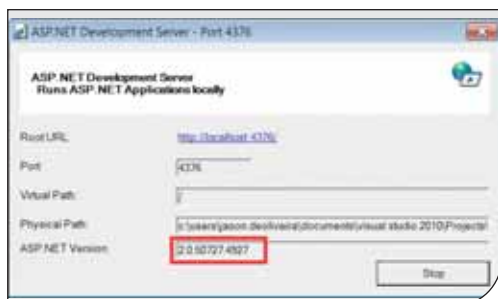 ASP.NET Development Server - Port 4376
ASP.NET Development Server
Runs ASP.NET Applications locally
Root URL: http://localhost:4376/
Port: 4376
Virtual Path: /
Physical Path: c:\users\jason.deoliveira\documents\visual studio 2010\Projects\
ASP.NET Version: 2.0.50727.4927
Stop